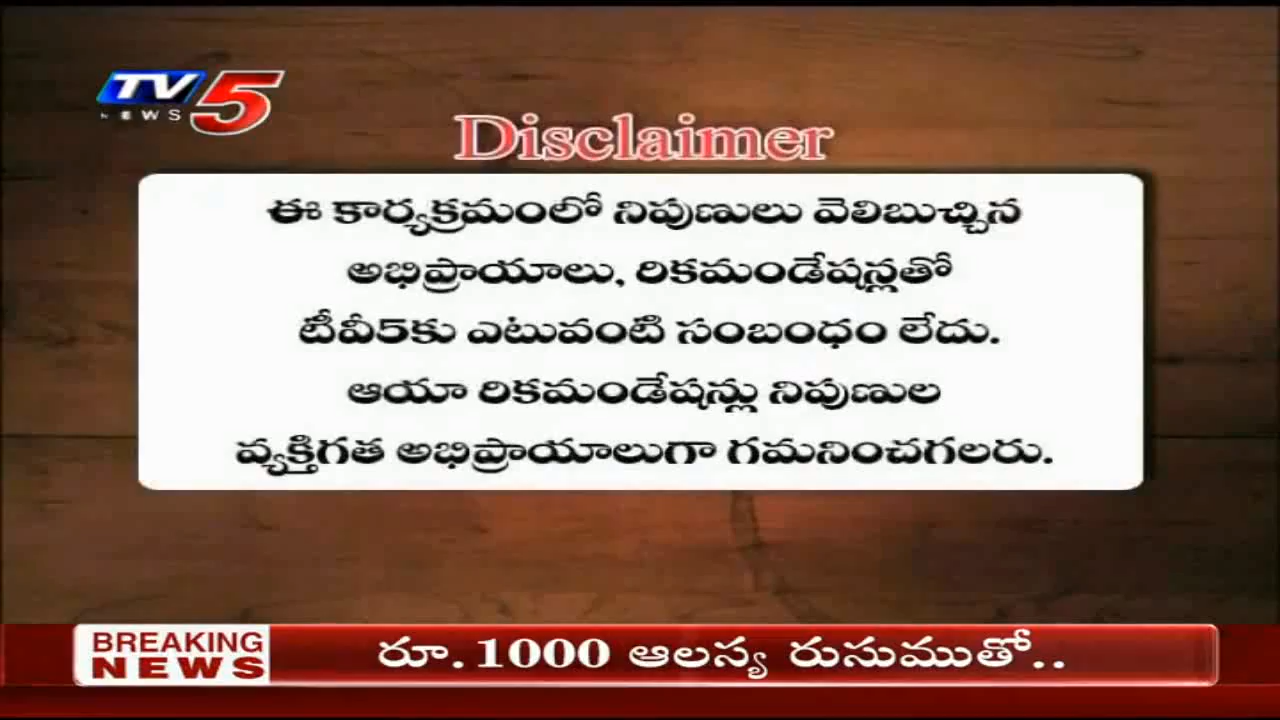 TV5
NEWS
Disclaimer
ఈ కార్యక్రమంలో నిపుణులు వెలిబుచ్చిన
అభిప్రాయాలు, రికమండేషన్లతో
టీవీ5కు ఎటువంటి సంబంధం లేదు.
ఆయా రికమండేషన్లు నిపుణుల
వ్యక్తిగత అభిప్రాయాలుగా గమనించగలరు.
BREAKING
NEWS
రూ. 1000 ఆలస్య రుసుముతో..